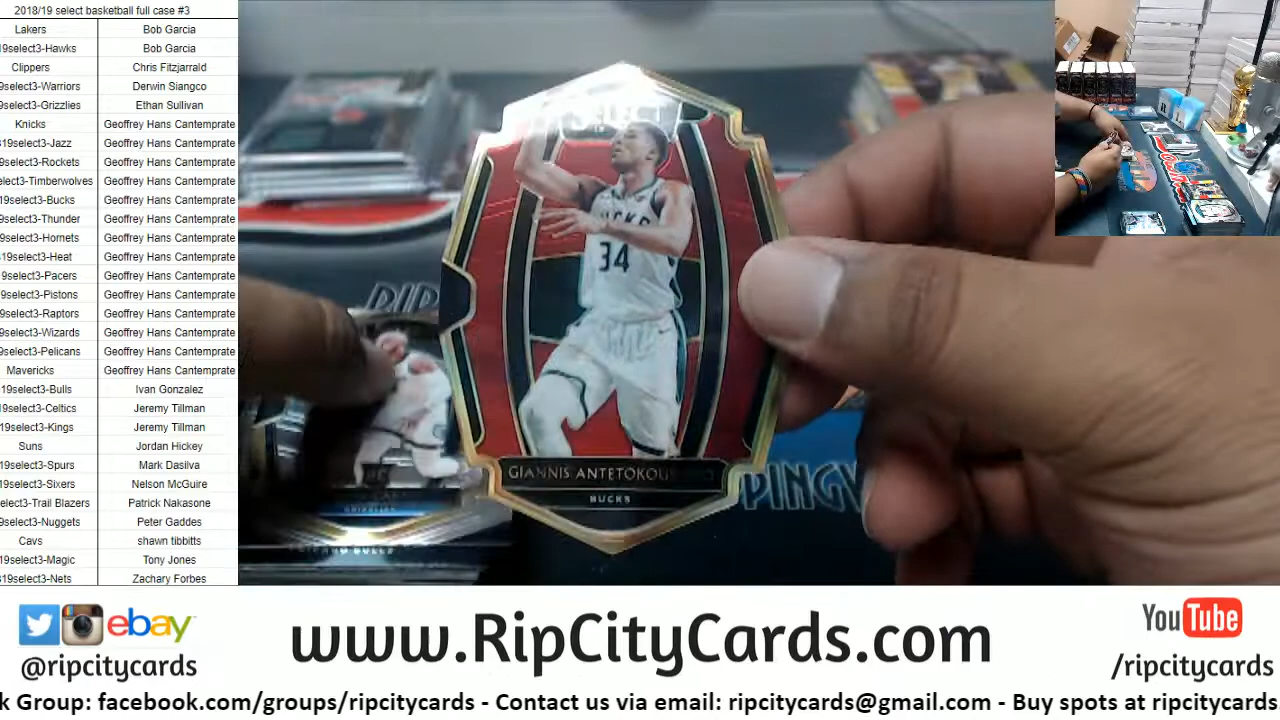 2018/19 select basketball full case #3
Lakers Bob Garcia
19select3-Hawks Bob Garcia
Clippers Chris Fitzjarrald
9select3-Warriors Derwin Siangco
9select3-Grizzlies Ethan Sullivan
Knicks Geoffrey Hans Cantemprate
19select3-Jazz Geoffrey Hans Cantemprate
9select3-Rockets Geoffrey Hans Cantemprate
elect3-Timberwolves Geoffrey Hans Cantemprate
19select3-Bucks Geoffrey Hans Cantemprate
9select3-Thunder Geoffrey Hans Cantemprate
9select3-Hornets Geoffrey Hans Cantemprate
19select3-Heat Geoffrey Hans Cantemprate
9select3-Pacers Geoffrey Hans Cantemprate
9select3-Pistons Geoffrey Hans Cantemprate
9select3-Raptors Geoffrey Hans Cantemprate
9select3-Wizards Geoffrey Hans Cantemprate
9select3-Pelicans Geoffrey Hans Cantemprate
Mavericks Geoffrey Hans Cantemprate
19select3-Bulls Ivan Gonzalez
19select3-Celtics Jeremy Tillman
19select3-Kings Jeremy Tillman
Suns Jordan Hickey
19select3-Spurs Mark Dasilva
19select3-Sixers Nelson McGuire
elect3-Trail Blazers Patrick Nakasone
9select3-Nuggets Peter Gaddes
Cavs shawn tibbitts
19select3-Magic Tony Jones
19select3-Nets Zachary Forbes
SELECT
BUCKS
34
GIANNIS ANTETOKOU
BUCKS
RIP
PINGW
ebay
@ripcitycards
www.RipCityCards.com
YouTube
/ripcitycards
k Group: facebook.com/groups/ripcitycards - Contact us via email: ripcitycards@gmail.com - Buy spots at ripcitycards